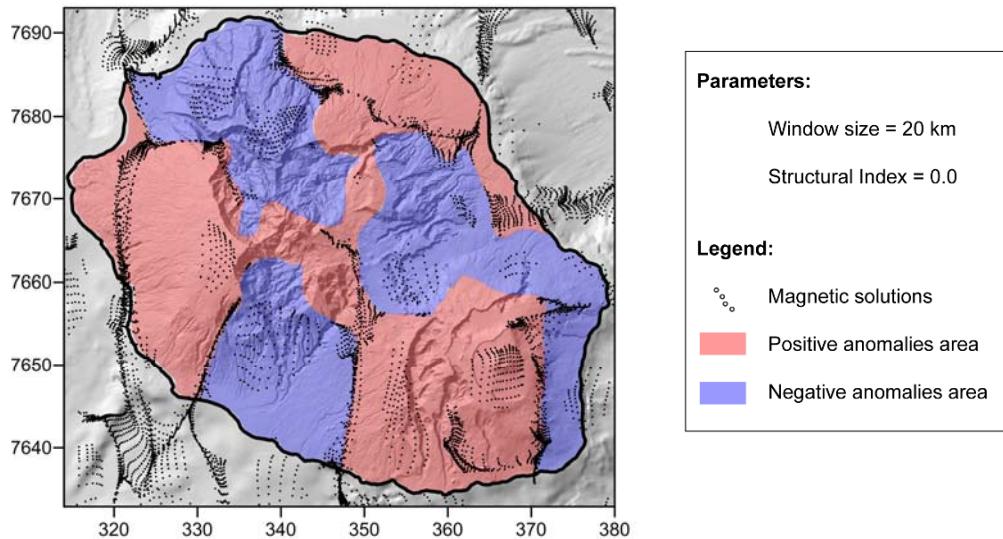 7690
7680
7670
7660
7650
7640
320
330
340
350
360
370
380
Parameters:
Window size = 20 km
Structural Index = 0.0
Legend:
Magnetic solutions
Positive anomalies area
Negative anomalies area